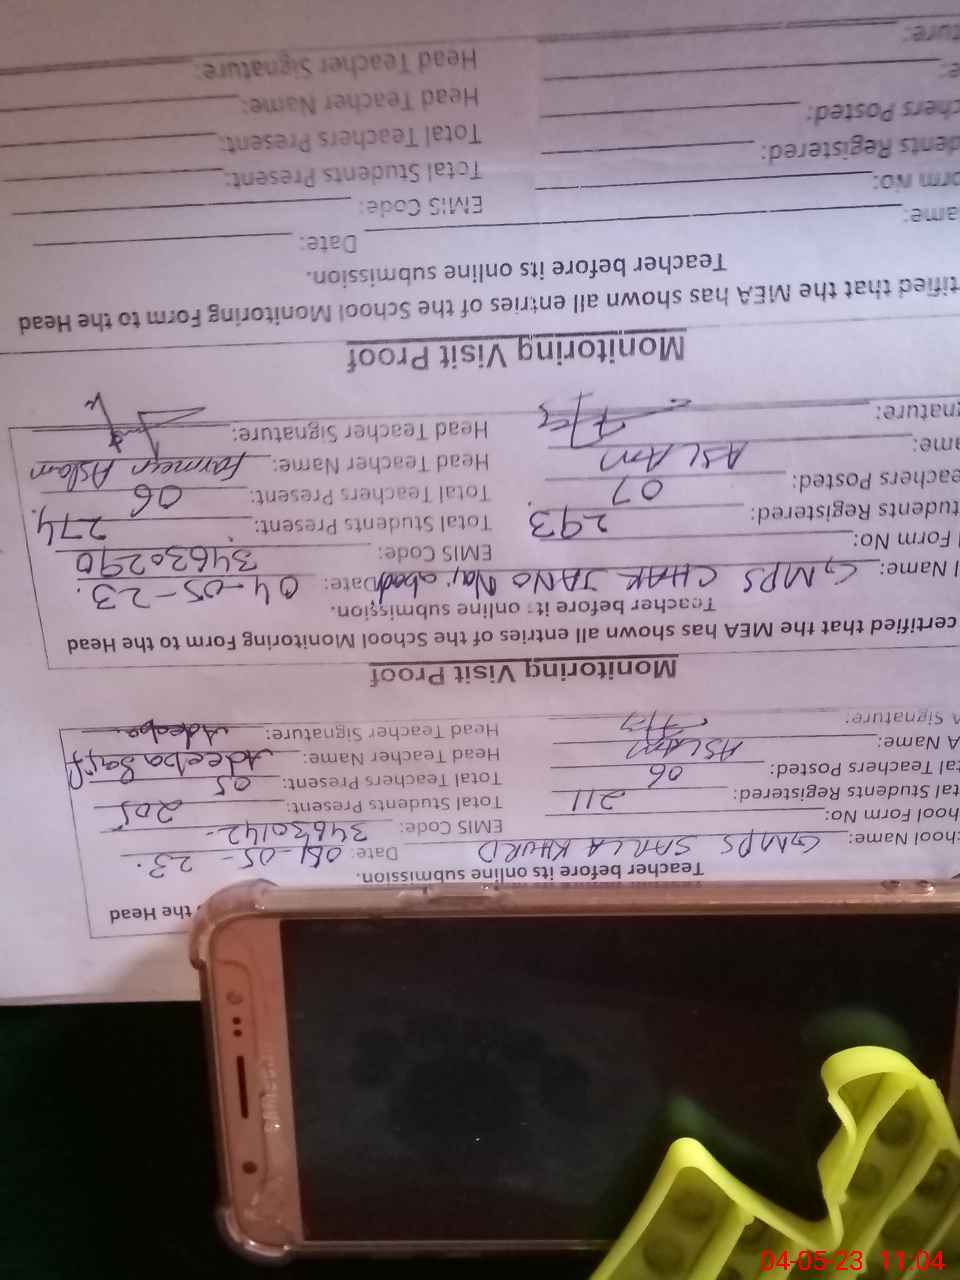 the Head
Teacher before its online submission.
chool Name: GMPS SAHLA KHURD Date: 04-05-23.
hool Form No: EMIS Code: 34630142
tal Students Registered: 211 Total Students Present: 205
tal Teachers Posted: 06 Total Teachers Present: 05
A Name: ASLAM Head Teacher Name: Adeeba
A Signature: Head Teacher Signature: Adeeba
Monitoring Visit Proof
certified that the MEA has shown all entries of the School Monitoring Form to the Head
Teacher before its online submission.
l Name: GMPS CHAK JANO Date: 04-05-23.
l Form No: EMIS Code: 34630290
tudents Registered: 293 Total Students Present: 274
eachers Posted: 07 Total Teachers Present: 06
ame: ASLAM Head Teacher Name: Aslam
gnature: Head Teacher Signature:
Monitoring Visit Proof
rtified that the MEA has shown all entries of the School Monitoring Form to the Head
Teacher before its online submission.
ame: Date:
orm No: EMIS Code:
dents Registered: Total Students Present:
chers Posted: Total Teachers Present:
e: Head Teacher Name:
ture: Head Teacher Signature:
SAMSUNG
04-05-23 11:04